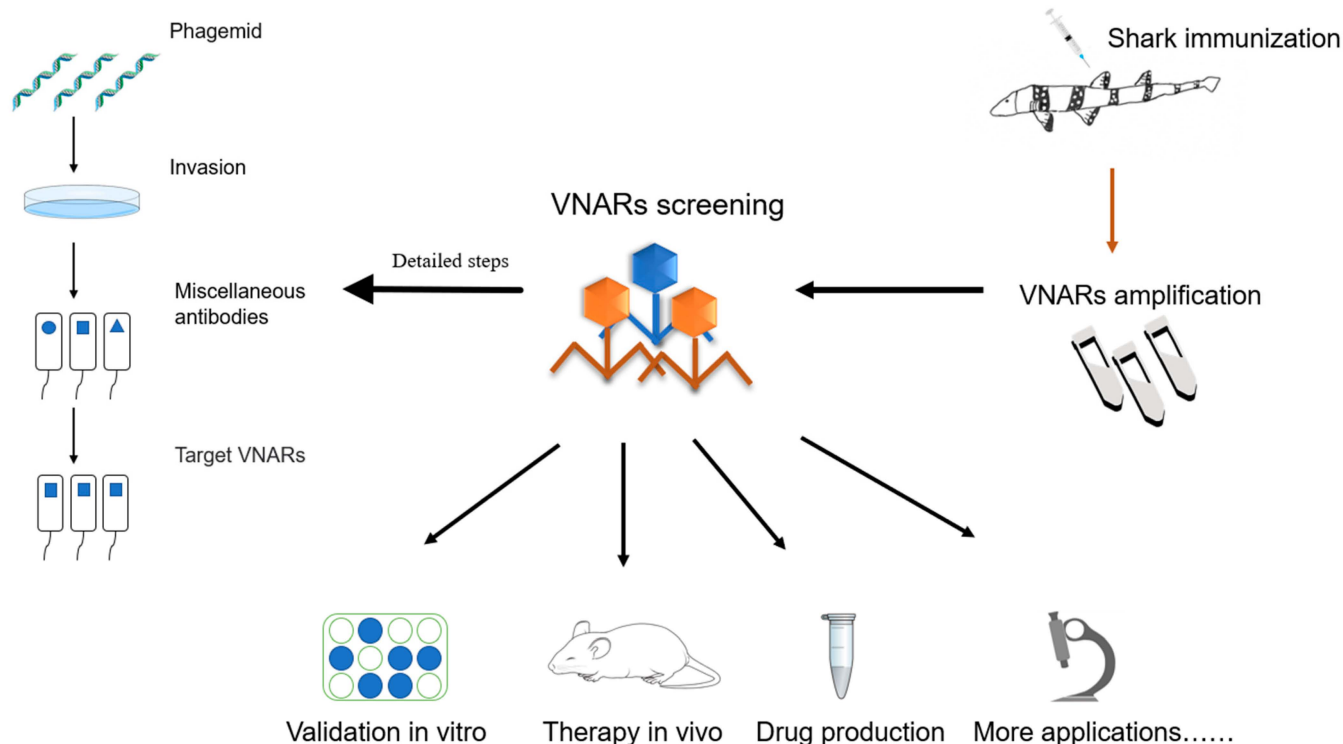 Phagemid
Shark immunization
Invasion
VNARs screening
Detailed steps
Miscellaneous
antibodies
VNARs amplification
Target VNARs
Validation in vitro
Therapy in vivo
Drug production
More applications……